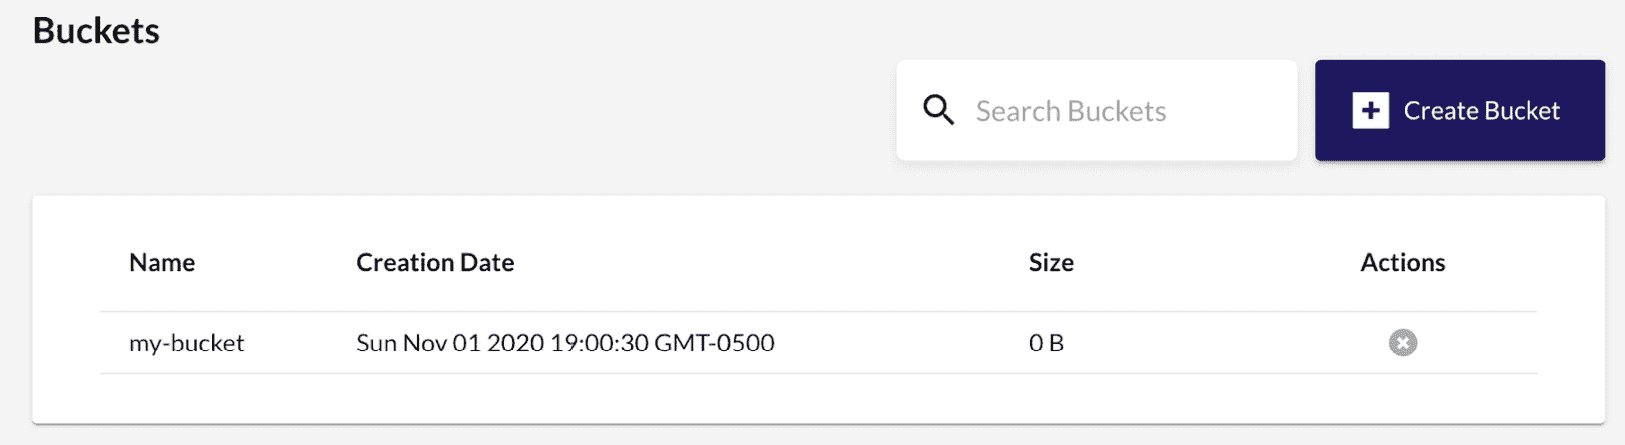 Buckets
Search Buckets
Create Bucket
Name Creation Date Size Actions
my-bucket Sun Nov 01 2020 19:00:30 GMT-0500 0 B